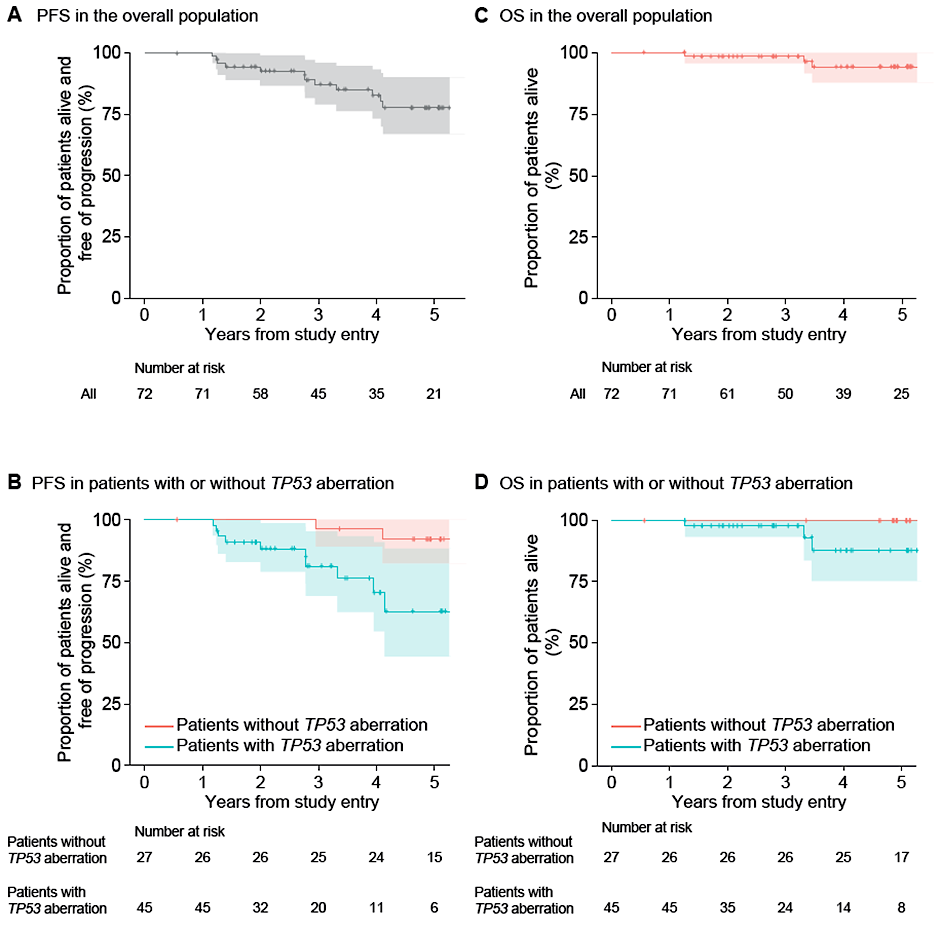 A PFS in the overall population
Proportion of patients alive and
free of progression (%)
100
75
50
25
0
0 1 2 3 4 5
Years from study entry
Number at risk
All 72 71 58 45 35 21
C OS in the overall population
Proportion of patients alive
(%)
100
75
50
25
0
0 1 2 3 4 5
Years from study entry
Number at risk
All 72 71 61 50 39 25
B PFS in patients with or without TP53 aberration
Proportion of patients alive and
free of progression (%)
100
75
50
25
0
Patients without TP53 aberration
Patients with TP53 aberration
0 1 2 3 4 5
Years from study entry
Number at risk
Patients without
TP53 aberration 27 26 26 25 24 15
Patients with
TP53 aberration 45 45 32 20 11 6
D OS in patients with or without TP53 aberration
Proportion of patients alive
(%)
100
75
50
25
0
Patients without TP53 aberration
Patients with TP53 aberration
0 1 2 3 4 5
Years from study entry
Number at risk
Patients without
TP53 aberration 27 26 26 26 25 17
Patients with
TP53 aberration 45 45 35 24 14 8